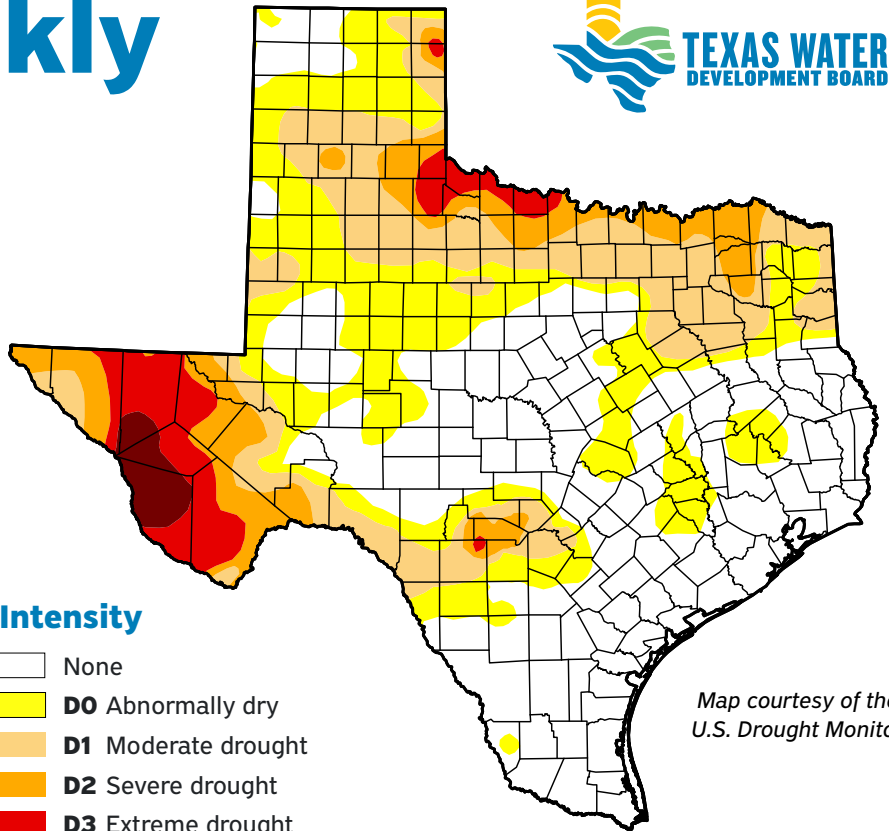 kly
TEXAS WATER
DEVELOPMENT BOARD
Intensity
None
D0 Abnormally dry
D1 Moderate drought
D2 Severe drought
D3 Extreme drought
Map courtesy of the
U.S. Drought Monito